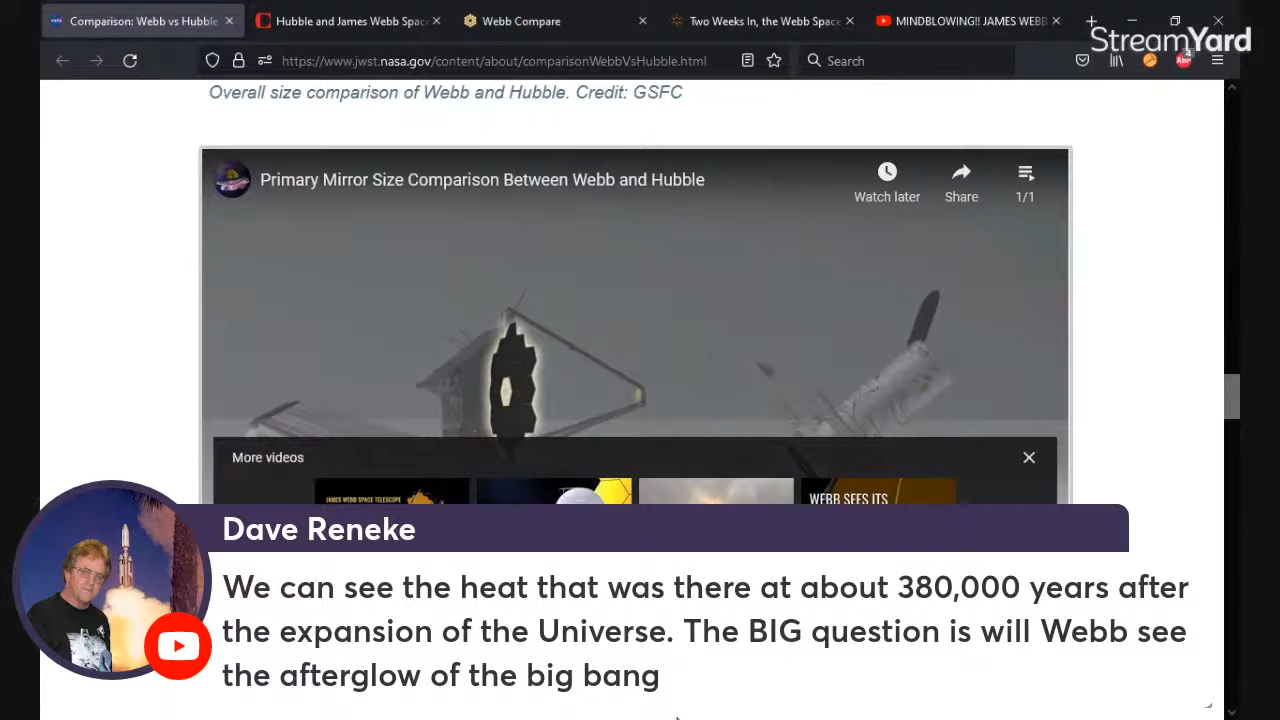 Comparison: Webb vs Hubble
Hubble and James Webb Spac
Webb Compare
Two Weeks In, the Webb Space
MINDBLOWING!! JAMES WEBB
StreamYard
https://www.jwst.nasa.gov/content/about/comparisonWebbVsHubble.html
Search
4
Overall size comparison of Webb and Hubble. Credit: GSFC
Primary Mirror Size Comparison Between Webb and Hubble
Watch later
Share
1/1
More videos
JAMES WEBB SPACE TELESCOPE
WEBB SEES ITS
Dave Reneke
We can see the heat that was there at about 380,000 years after
the expansion of the Universe. The BIG question is will Webb see
the afterglow of the big bang